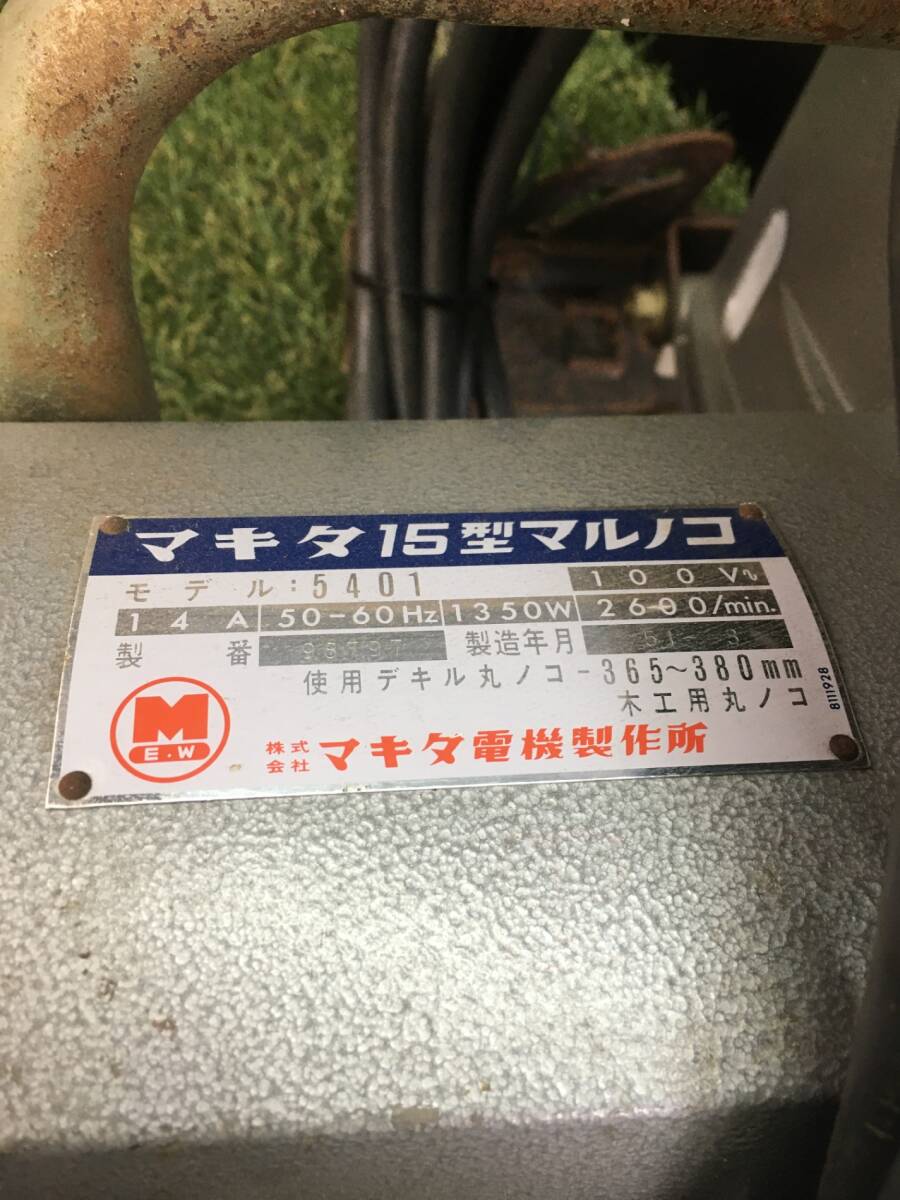 マキタ15型マルノコ
モデル:5401 100V∿
14A 50-60Hz 1350W 2600/min.
製番 製造年月
使用デキル丸ノコ-365~380mm
木工用丸ノコ
8111928
M
E.W
株式会社 マキタ電機製作所